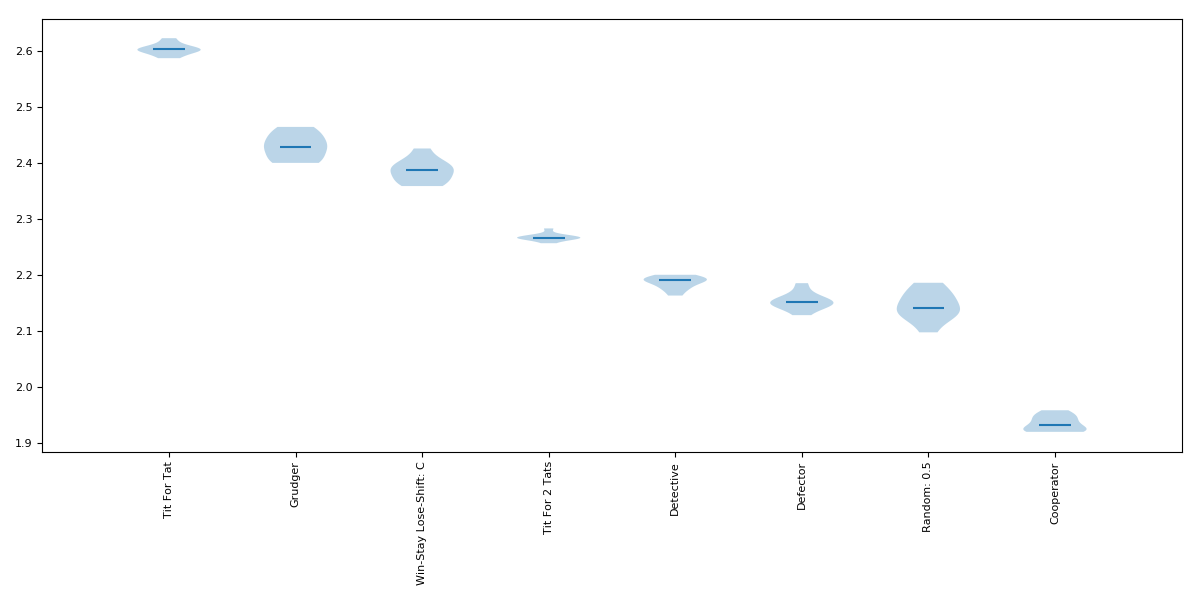 2.6
2.5
2.4
2.3
2.2
2.1
2.0
1.9
Tit For Tat
Grudger
Win-Stay Lose-Shift: C
Tit For 2 Tats
Detective
Defector
Random: 0.5
Cooperator